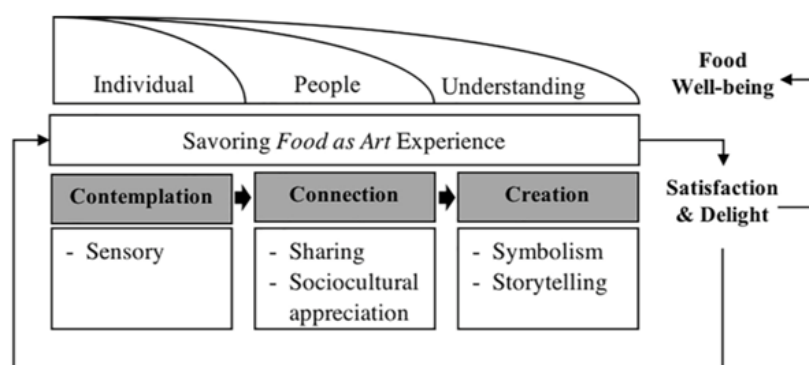 Individual
People
Understanding
Food
Well-being
Savoring Food as Art Experience
Contemplation
Connection
Creation
Satisfaction
& Delight
- Sensory
- Sharing
- Sociocultural
appreciation
- Symbolism
- Storytelling